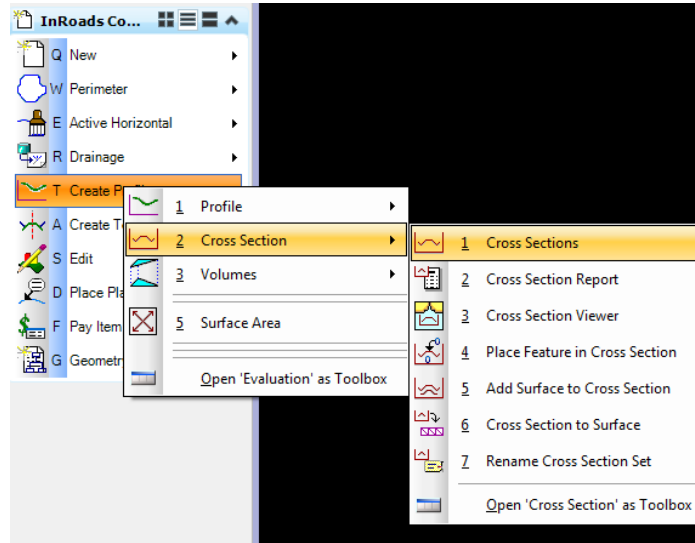 InRoads Co...
Q New
W Perimeter
E Active Horizontal
R Drainage
T Create
A Create
S Edit
D Place
F Pay Item
G
1 Profile
2 Cross Section
3 Volumes
5 Surface Area
Open 'Evaluation' as Toolbox
1 Cross Sections
2 Cross Section Report
3 Cross Section Viewer
4 Place Feature in Cross Section
5 Add Surface to Cross Section
6 Cross Section to Surface
7 Rename Cross Section Set
Open 'Cross Section' as Toolbox